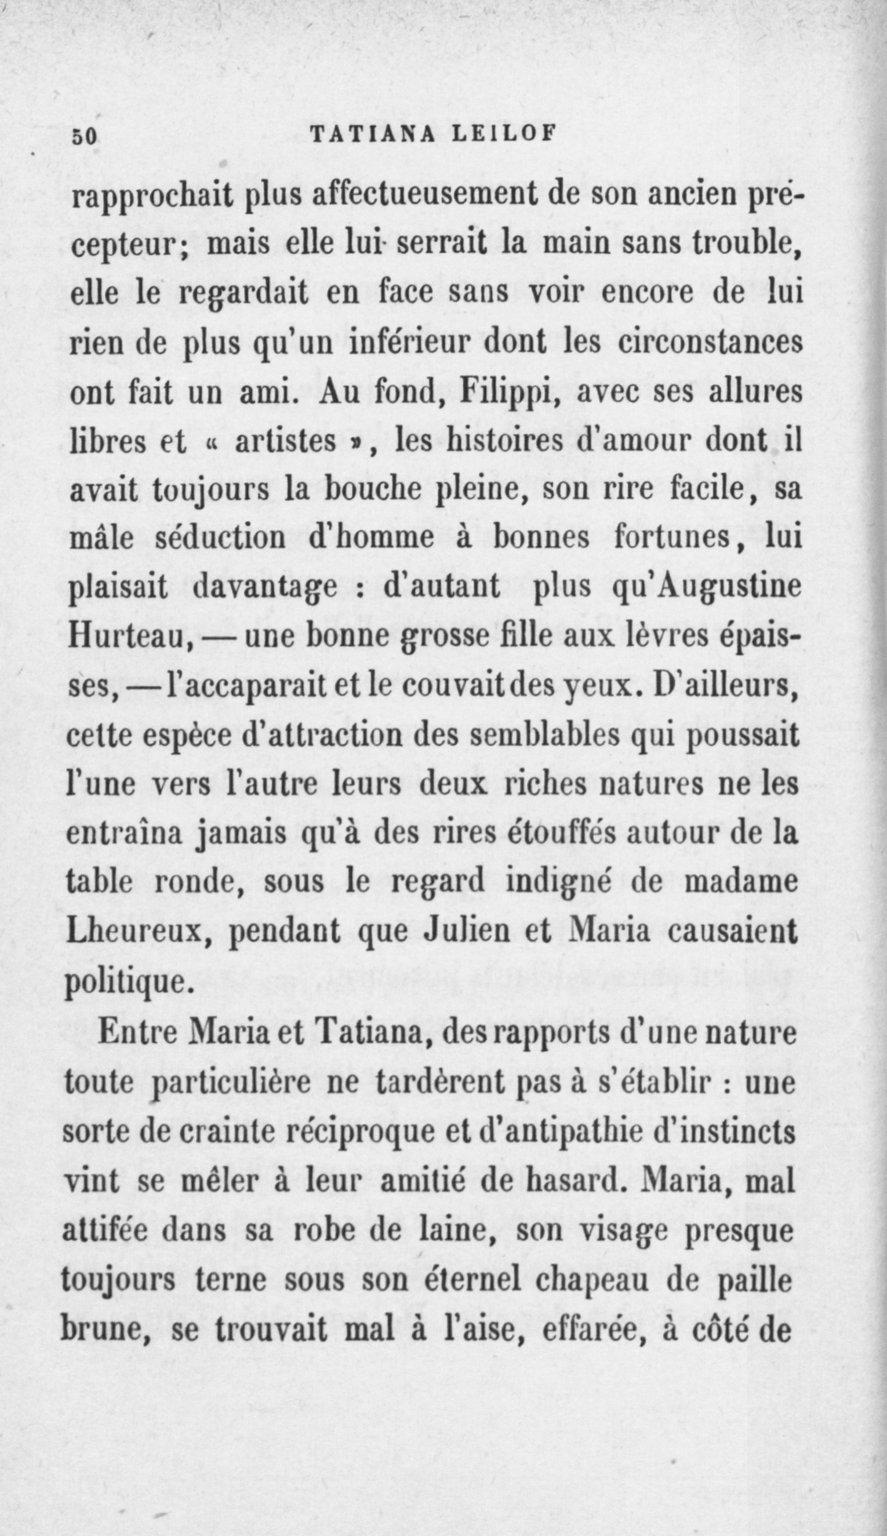 50 TATIANA LEILOF
rapprochait plus affectueusement de son ancien pré-
cepteur; mais elle lui serrait la main sans trouble,
elle le regardait en face sans voir encore de lui
rien de plus qu'un inférieur dont les circonstances
ont fait un ami. Au fond, Filippi, avec ses allures
libres et « artistes », les histoires d'amour dont il
avait toujours la bouche pleine, son rire facile, sa
mâle séduction d'homme à bonnes fortunes, lui
plaisait davantage : d'autant plus qu'Augustine
Hurteau, — une bonne grosse fille aux lèvres épais-
ses, — l'accaparait et le couvait des yeux. D'ailleurs,
cette espèce d'attraction des semblables qui poussait
l'une vers l'autre leurs deux riches natures ne les
entraîna jamais qu'à des rires étouffés autour de la
table ronde, sous le regard indigné de madame
Lheureux, pendant que Julien et Maria causaient
politique.
Entre Maria et Tatiana, des rapports d'une nature
toute particulière ne tardèrent pas à s'établir : une
sorte de crainte réciproque et d'antipathie d'instincts
vint se mêler à leur amitié de hasard. Maria, mal
attifée dans sa robe de laine, son visage presque
toujours terne sous son éternel chapeau de paille
brune, se trouvait mal à l'aise, effarée, à côté de